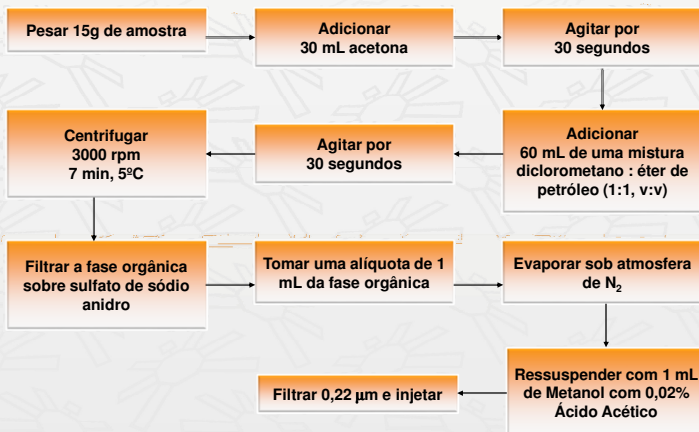 Pesar 15g de amostra
Adicionar
30 mL acetona
Agitar por
30 segundos
Adicionar
60 mL de uma mistura
diclorometano : éter de
petróleo (1:1, v:v)
Agitar por
30 segundos
Centrifugar
3000 rpm
7 min, 5ºC
Filtrar a fase orgânica
sobre sulfato de sódio
anidro
Tomar uma alíquota de 1
mL da fase orgânica
Evaporar sob atmosfera
de N₂
Ressuspender com 1 mL
de Metanol com 0,02%
Ácido Acético
Filtrar 0,22 µm e injetar